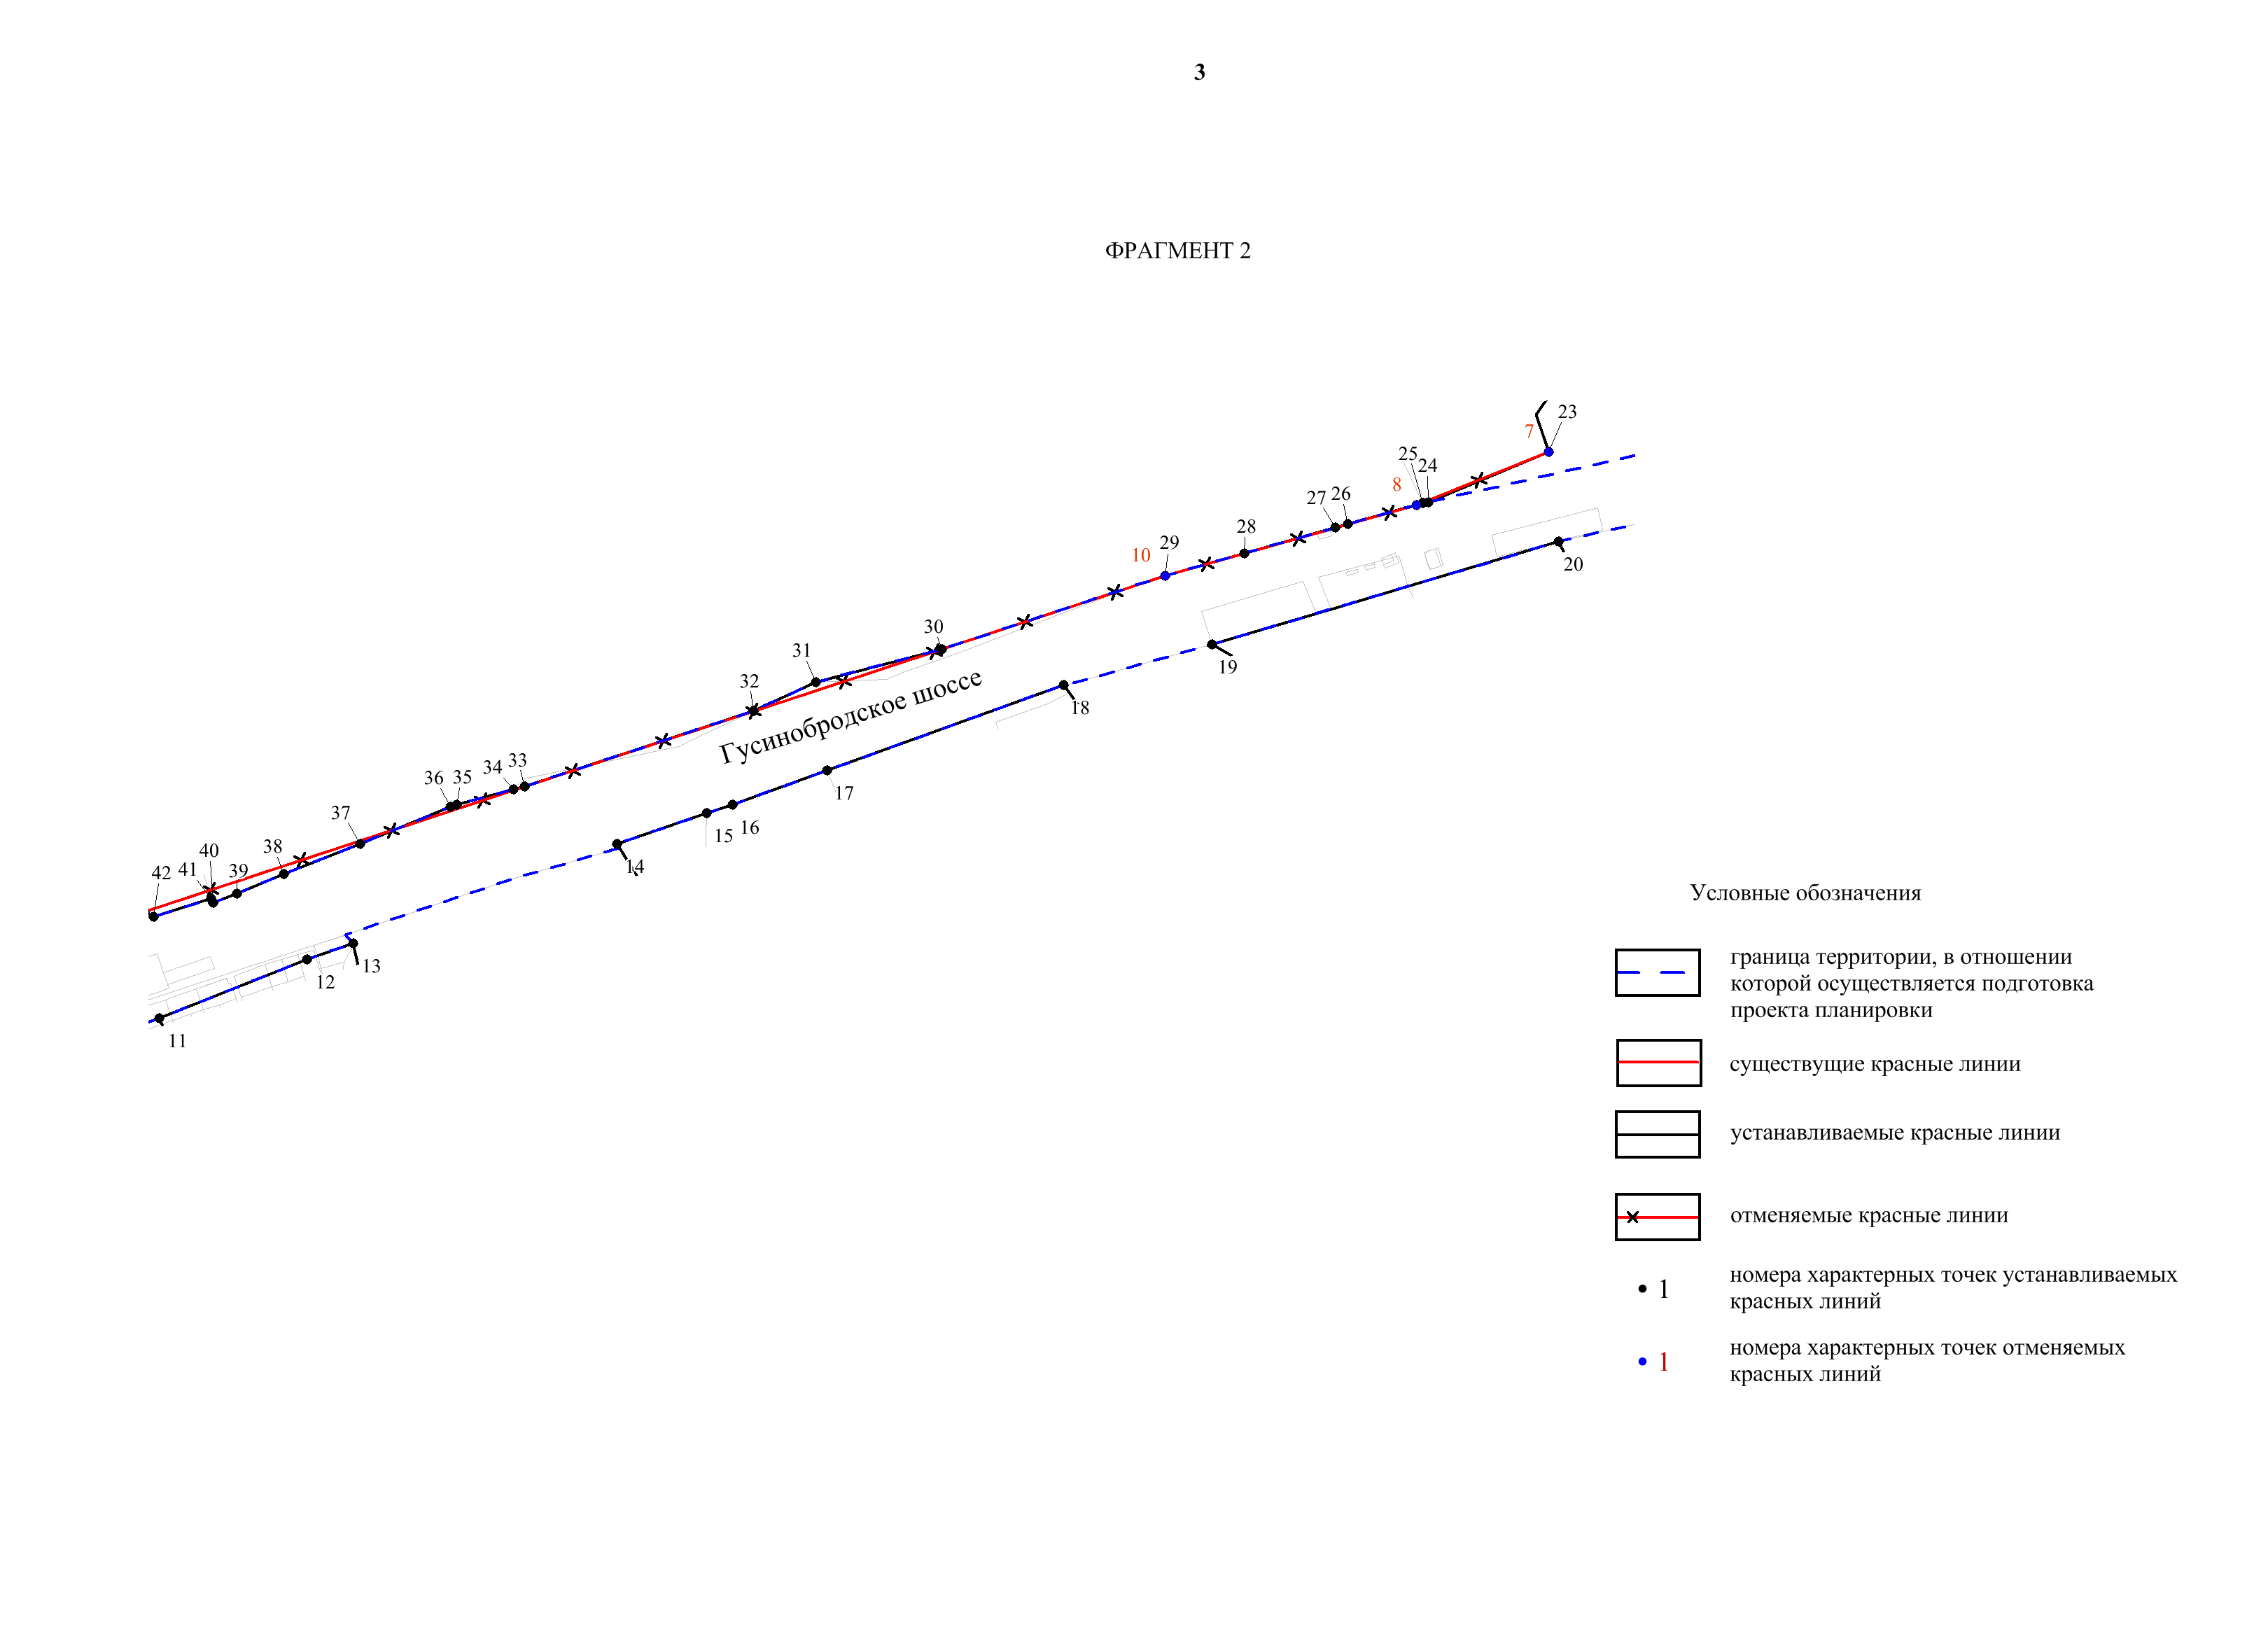 3
ФРАГМЕНТ 2
23
7
25
24
8
27 26
28
10 29
20
30
31
19
32
18
Гусинобродское шоссе
33
34
35
36
17
37
15 16
38
40
14
39
41
42
13
12
11
Условные обозначения
граница территории, в отношении
которой осуществляется подготовка
проекта планировки
существущие красные линии
устанавливаемые красные линии
отменяемые красные линии
1
номера характерных точек устанавливаемых
красных линий
1
номера характерных точек отменяемых
красных линий